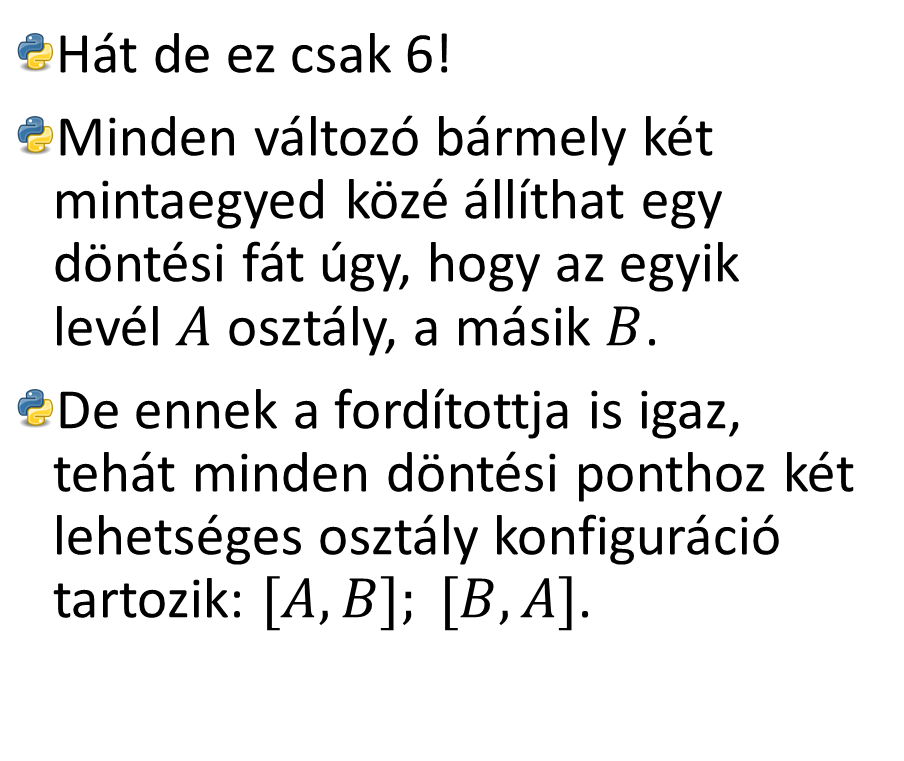 Hát de ez csak 6!
Minden változó bármely két
mintaegyed közé állíthat egy
döntési fát úgy, hogy az egyik
levél A osztály, a másik B.
De ennek a fordítottja is igaz,
tehát minden döntési ponthoz két
lehetséges osztály konfiguráció
tartozik: [A, B]; [B, A].